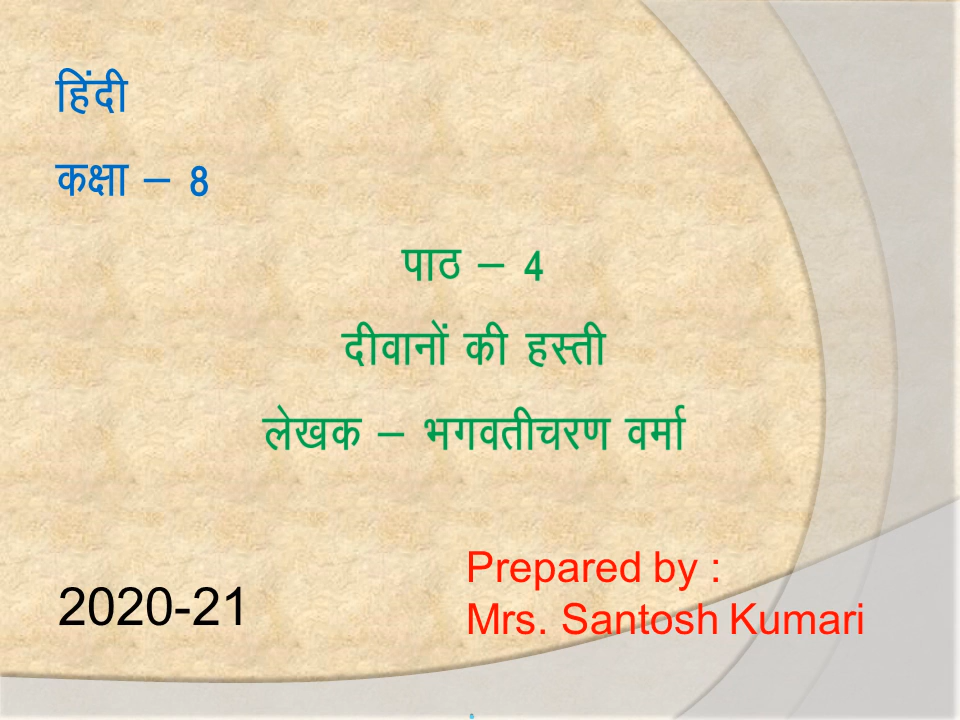 हिंदी
कक्षा – 8
पाठ – 4
दीवानों की हस्ती
लेखक – भगवतीचरण वर्मा
2020-21
Prepared by :
Mrs. Santosh Kumari